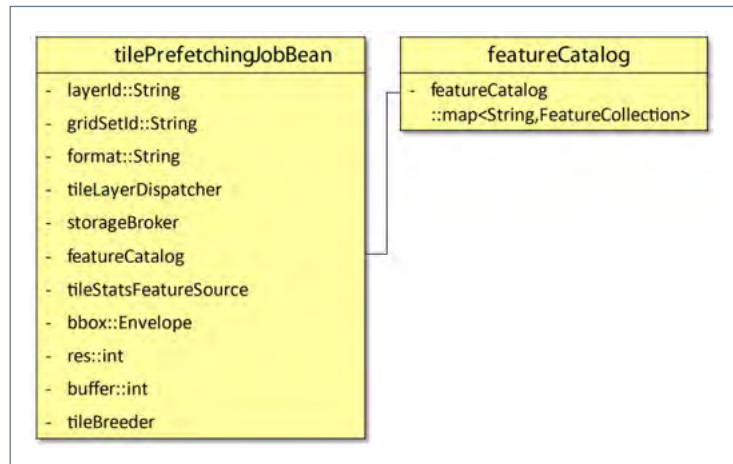 tilePrefetchingJobBean
- layerId::String
- gridSetId::String
- format::String
- tileLayerDispatcher
- storageBroker
- featureCatalog
- tileStatsFeatureSource
- bbox::Envelope
- res::int
- buffer::int
- tileBreeder
featureCatalog
- featureCatalog
::map<String,FeatureCollection>